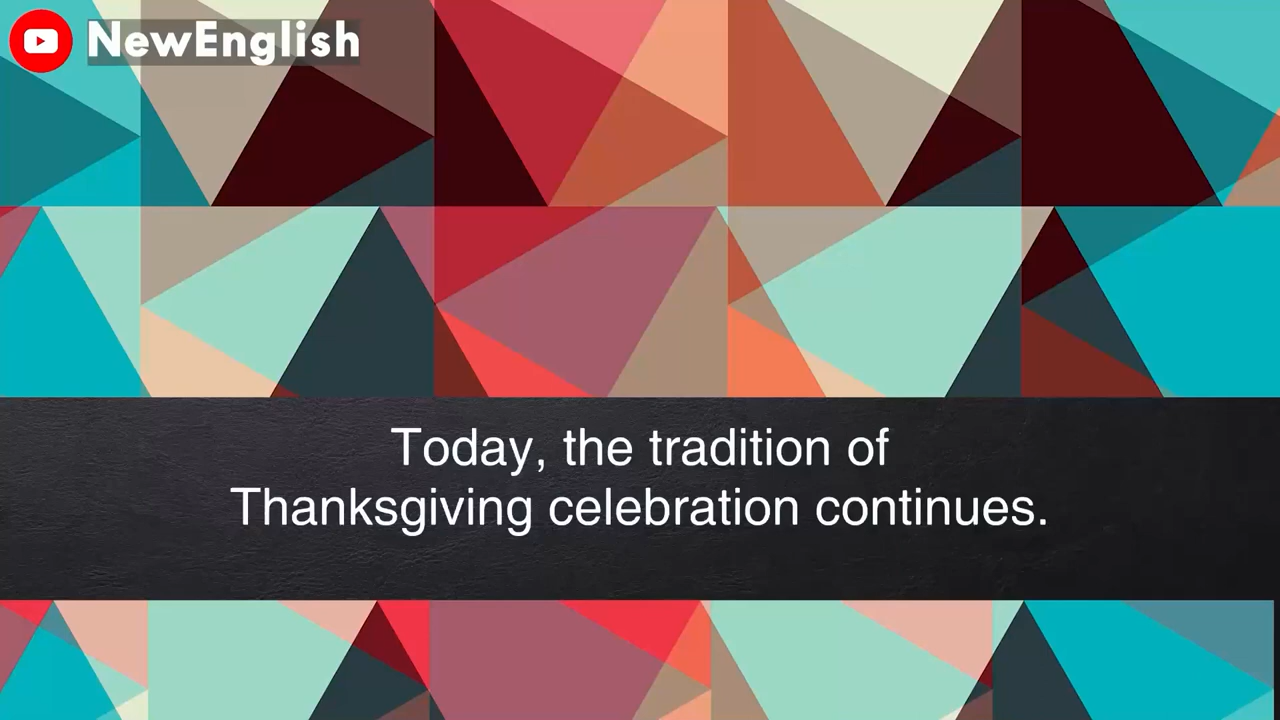 NewEnglish
Today, the tradition of
Thanksgiving celebration continues.